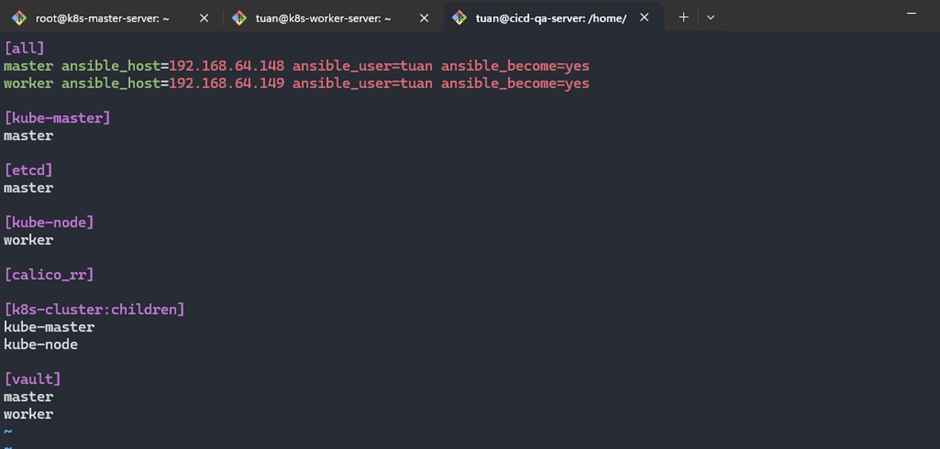 root@k8s-master-server: ~
tuan@k8s-worker-server: ~
tuan@cicd-qa-server: /home/
[all]
master ansible_host=192.168.64.148 ansible_user=tuan ansible_become=yes
worker ansible_host=192.168.64.149 ansible_user=tuan ansible_become=yes
[kube-master]
master
[etcd]
master
[kube-node]
worker
[calico_rr]
[k8s-cluster:children]
kube-master
kube-node
[vault]
master
worker
~
~